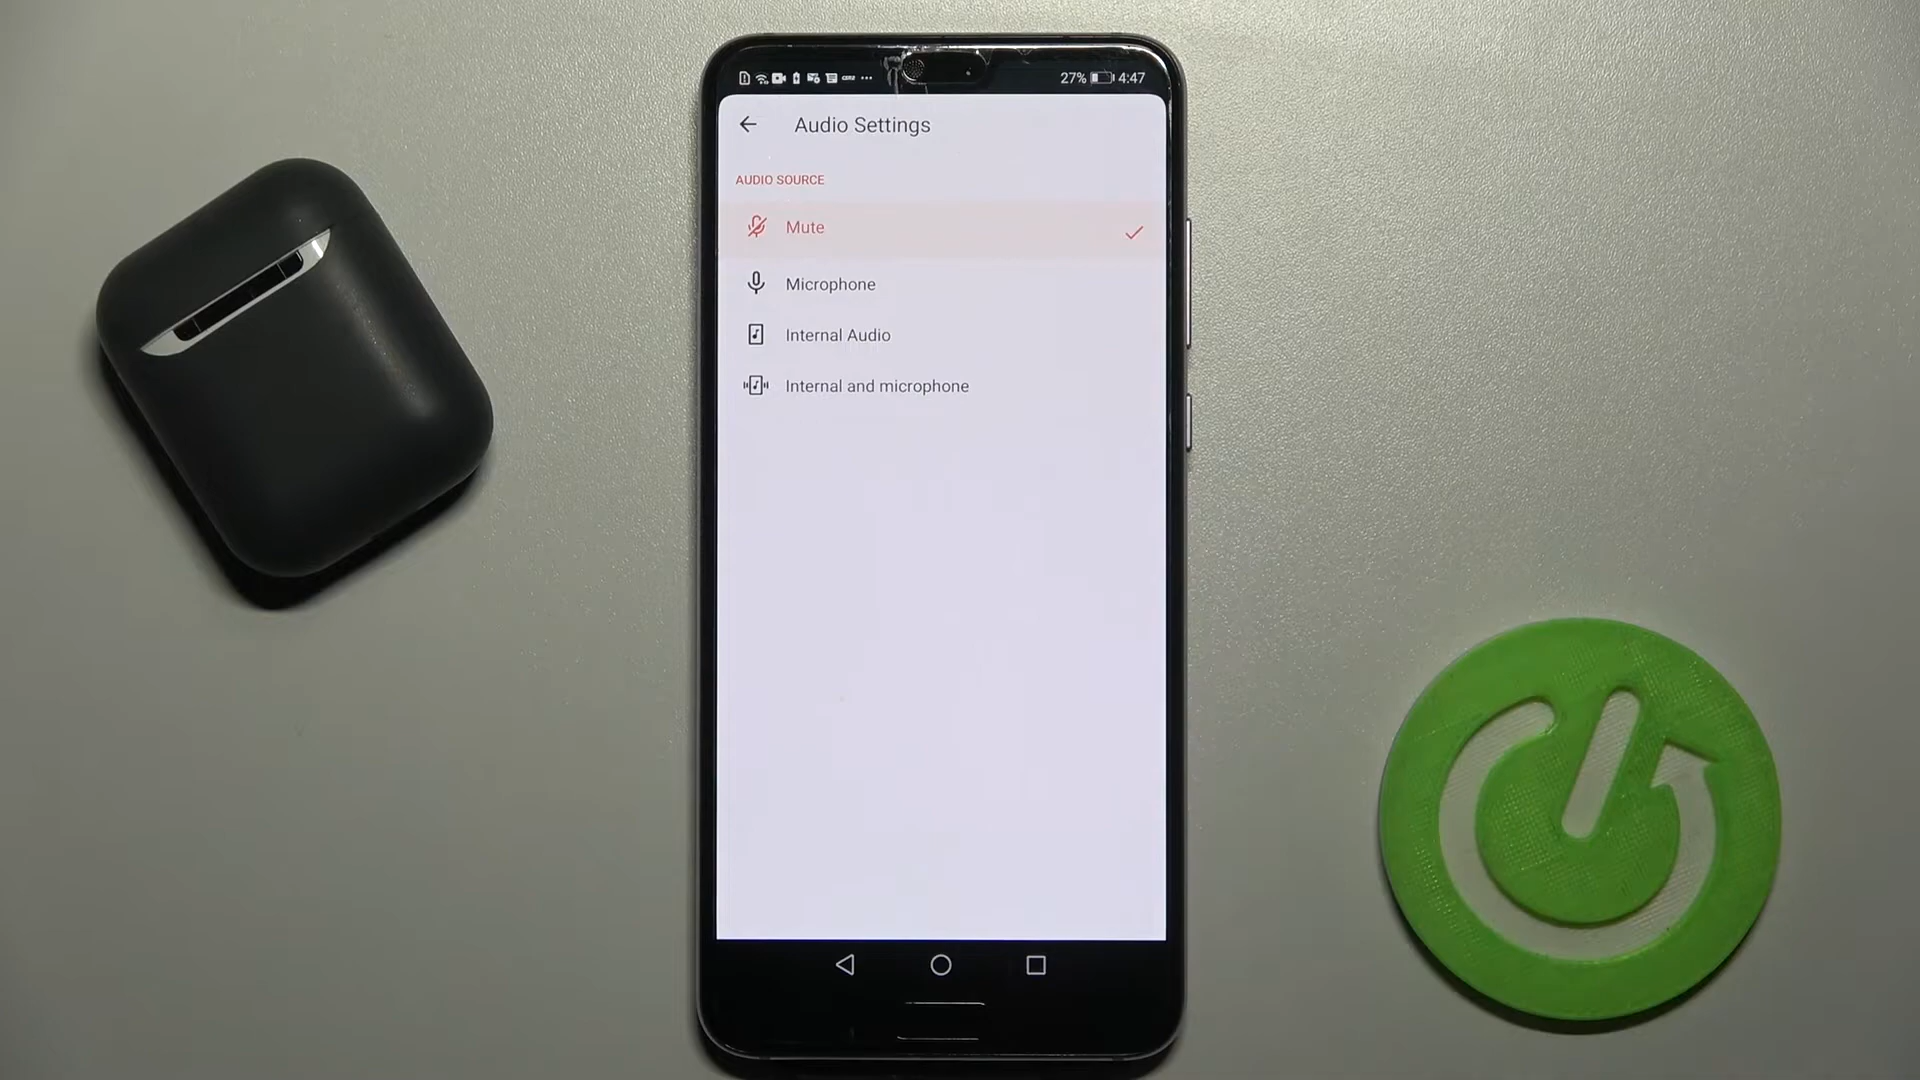 27% 4:47
Audio Settings
AUDIO SOURCE
Mute
Microphone
Internal Audio
Internal and microphone